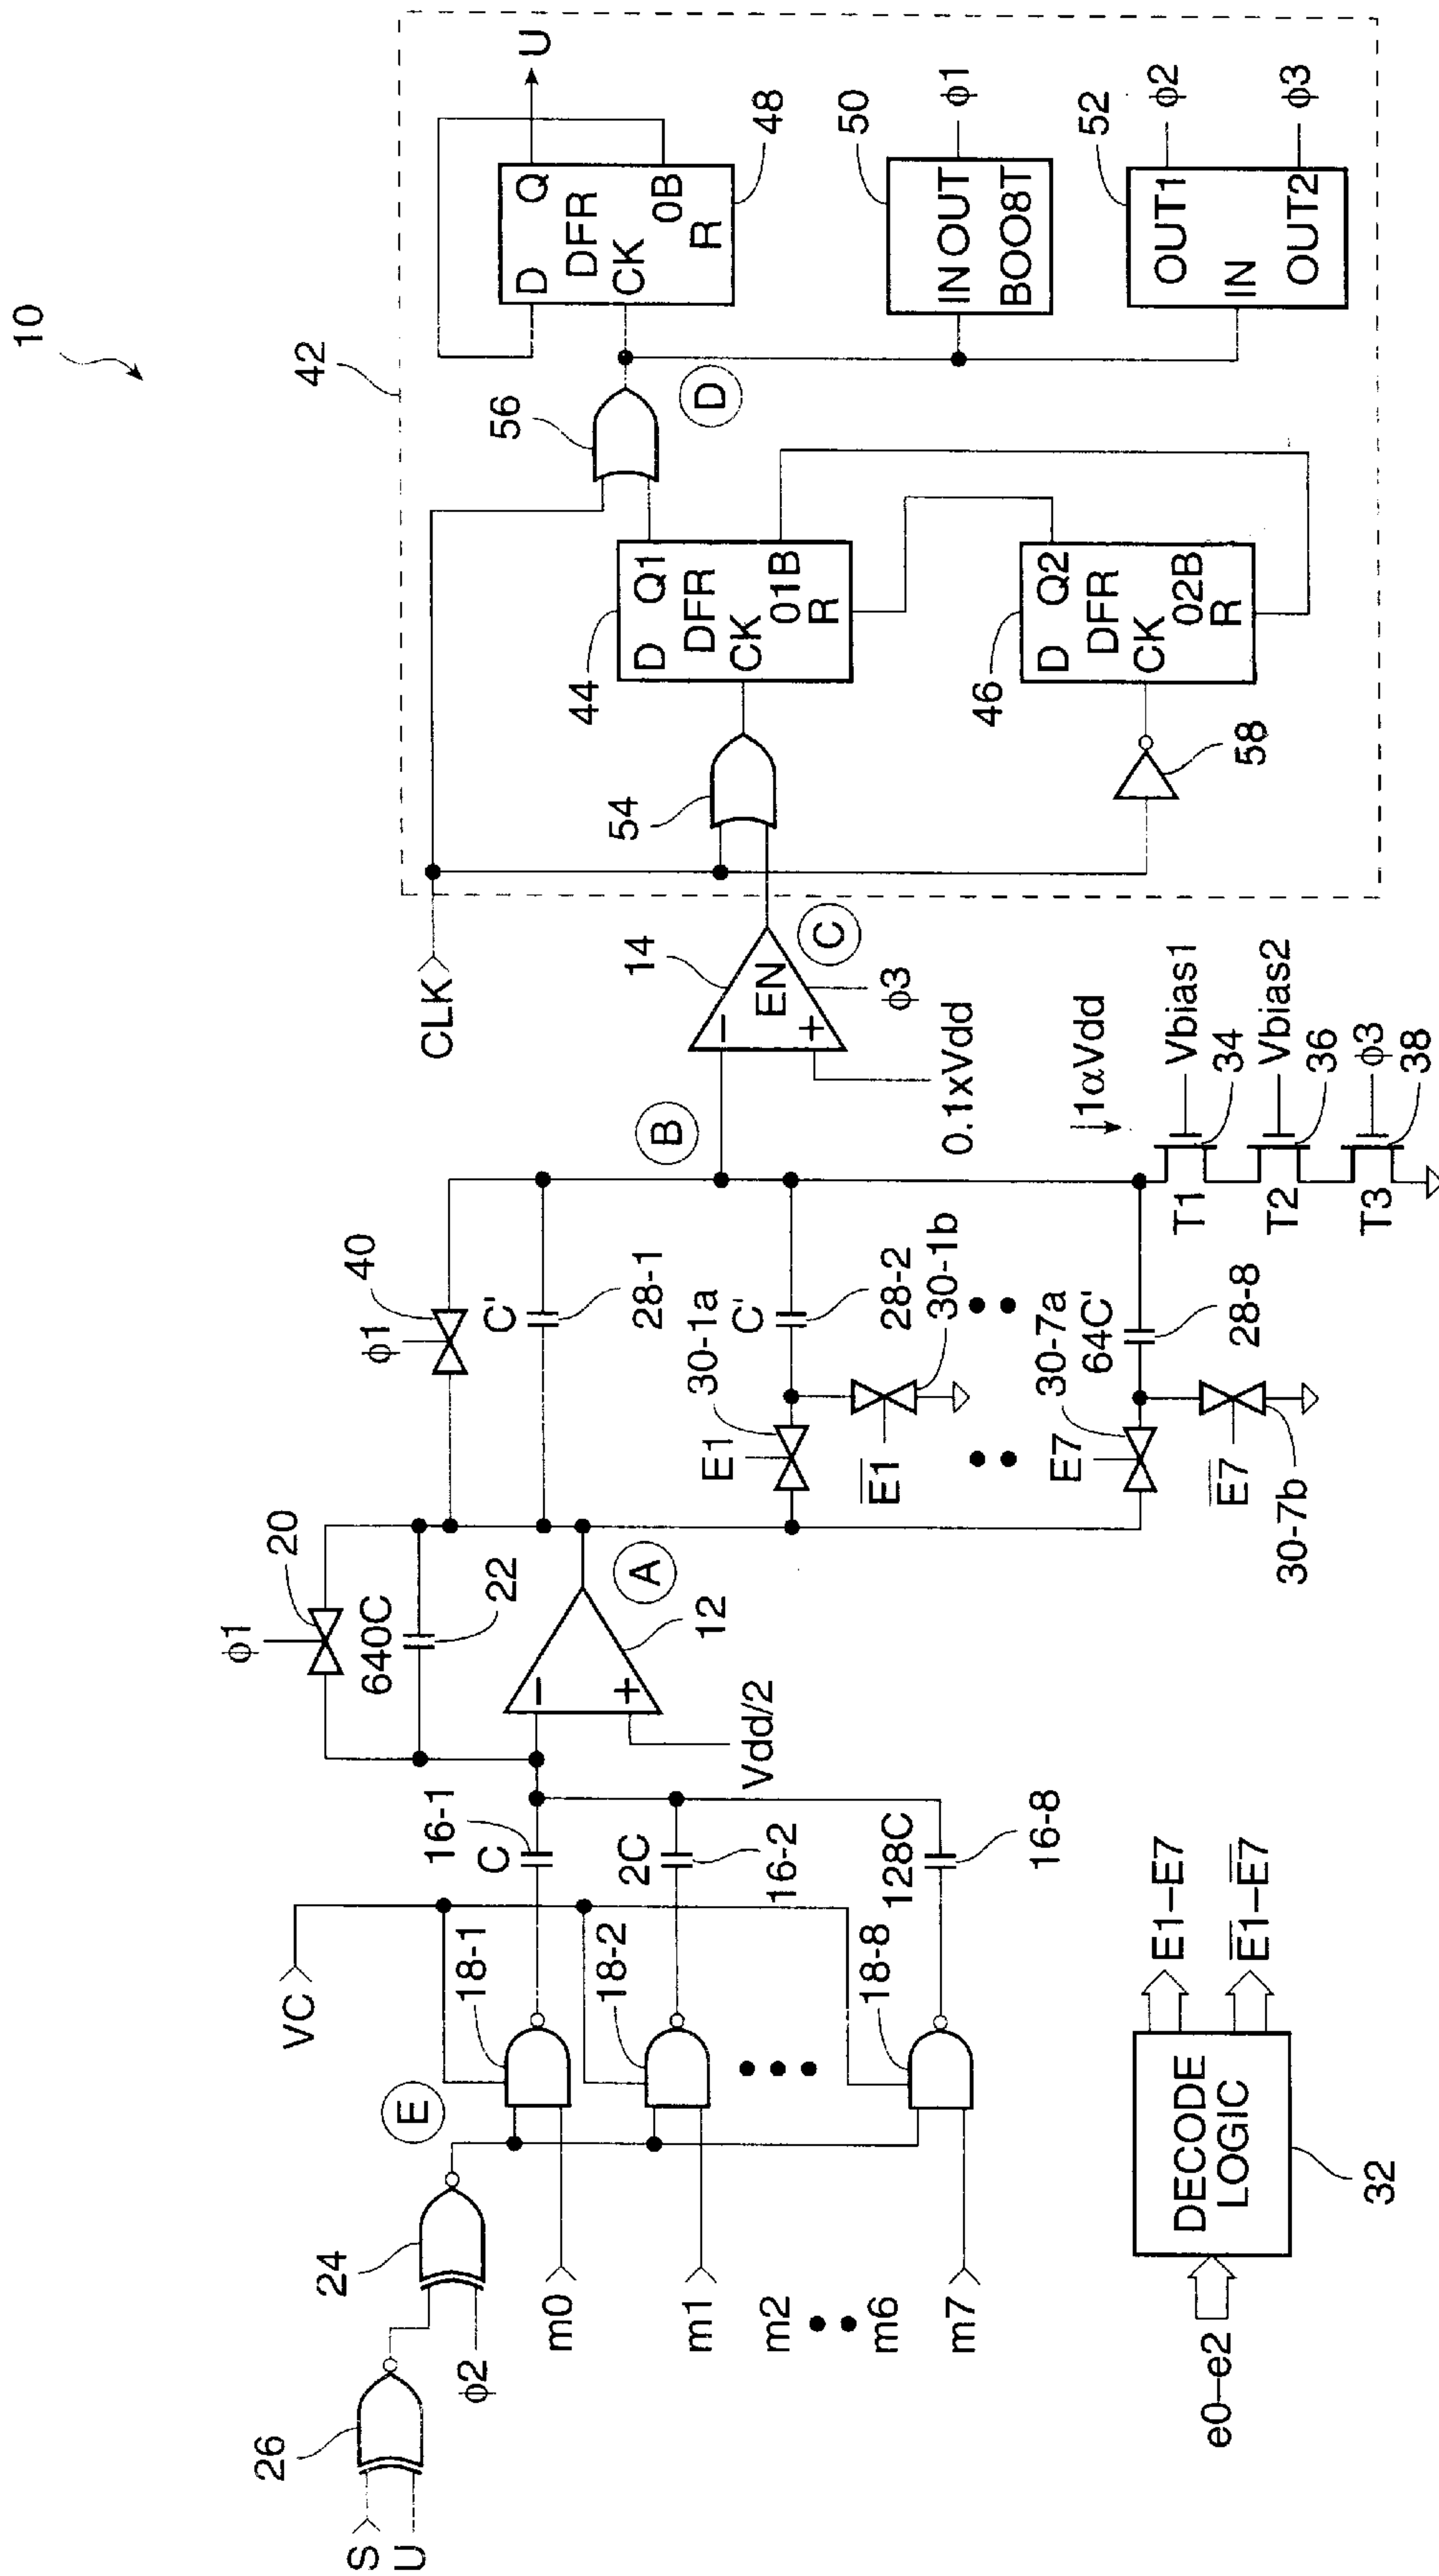 10
42
U
Q
D
DFR
CK
0B
R
48
56
D
50
IN OUT
BOO8T
ϕ1
52
OUT1
IN
OUT2
ϕ2
ϕ3
44
D
Q1
DFR
CK
01B
R
46
D
Q2
DFR
CK
02B
R
54
58
CLK
14
−
+
EN
C
ϕ3
0.1xVdd
B
1αVdd
Vbias1
34
Vbias2
36
ϕ3
38
T1
T2
T3
40
ϕ1
C'
28-1
30-1a
C'
28-2
30-1b
E1
E1
30-7a
64C'
28-8
E7
E7
30-7b
ϕ1
20
640C
22
A
12
−
+
Vdd/2
16-1
C
2C
16-2
128C
16-8
VC
18-1
18-2
18-8
E
24
26
S
U
ϕ2
m0
m1
m2
m6
m7
e0–e2
DECODE
LOGIC
32
E1–E7
E1–E7